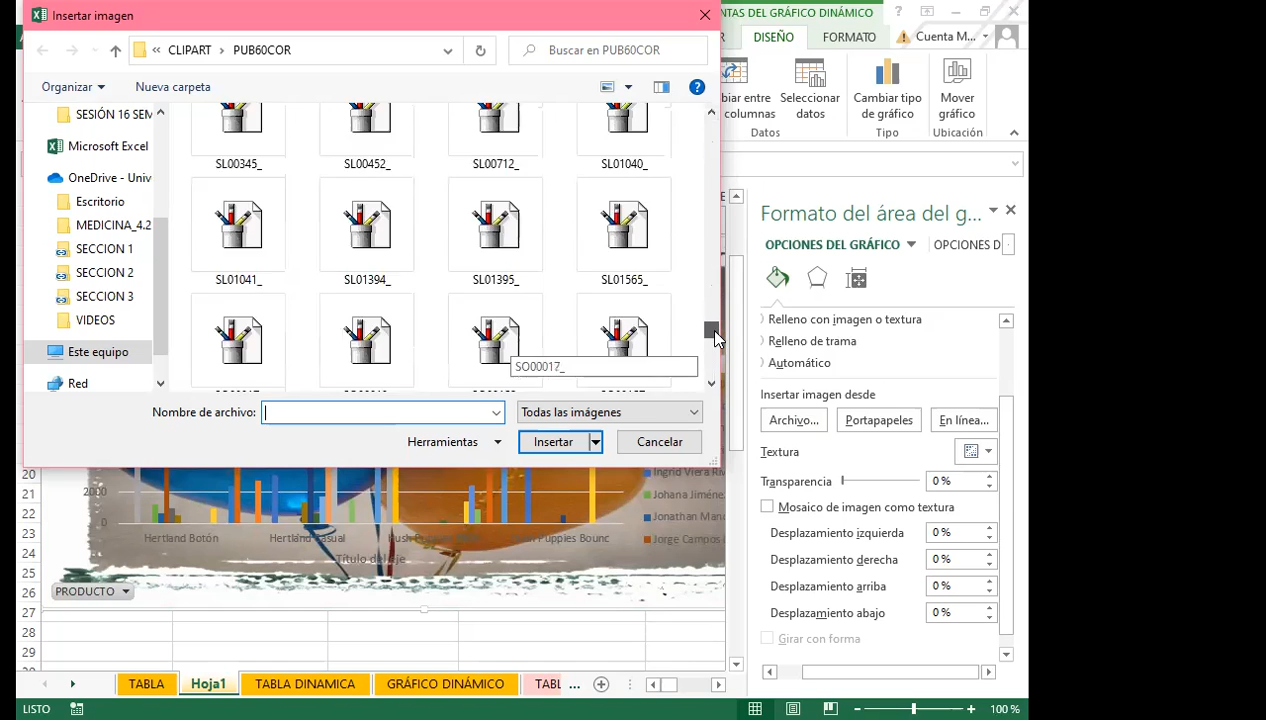 Insertar imagen
NTAS DEL GRÁFICO DINÁMICO
R DISEÑO FORMATO Cuenta M...
CLIPART › PUB60COR
Buscar en PUB60COR
Organizar Nueva carpeta
biar entre columnas
Seleccionar datos
Cambiar tipo de gráfico
Mover gráfico
Datos Tipo Ubicación
SESIÓN 16 SEM
Microsoft Excel
OneDrive - Univ
Escritorio
MEDICINA_4.2
SECCION 1
SECCION 2
SECCION 3
VIDEOS
Este equipo
Red
SL00345_ SL00452_ SL00712_ SL01040_
SL01041_ SL01394_ SL01395_ SL01565_
SO00017_
Nombre de archivo:
Todas las imágenes
Herramientas Insertar Cancelar
Formato del área del g...
OPCIONES DEL GRÁFICO OPCIONES D
Relleno con imagen o textura
Relleno de trama
Automático
Insertar imagen desde
Archivo... Portapapeles En línea...
Textura
Transparencia 0 %
Mosaico de imagen como textura
Desplazamiento izquierda 0 %
Desplazamiento derecha 0 %
Desplazamiento arriba 0 %
Desplazamiento abajo 0 %
Girar con forma
20
21
22
23
24
25
26
27
28
29
2000
0
Hertland Botón Hertland Casual
Título del eje
Ingrid Viera
Johana Jiméne
Jonathan Man
Jorge Campos
PRODUCTO
TABLA Hoja1 TABLA DINAMICA GRÁFICO DINÁMICO TABL ...
LISTO
100 %